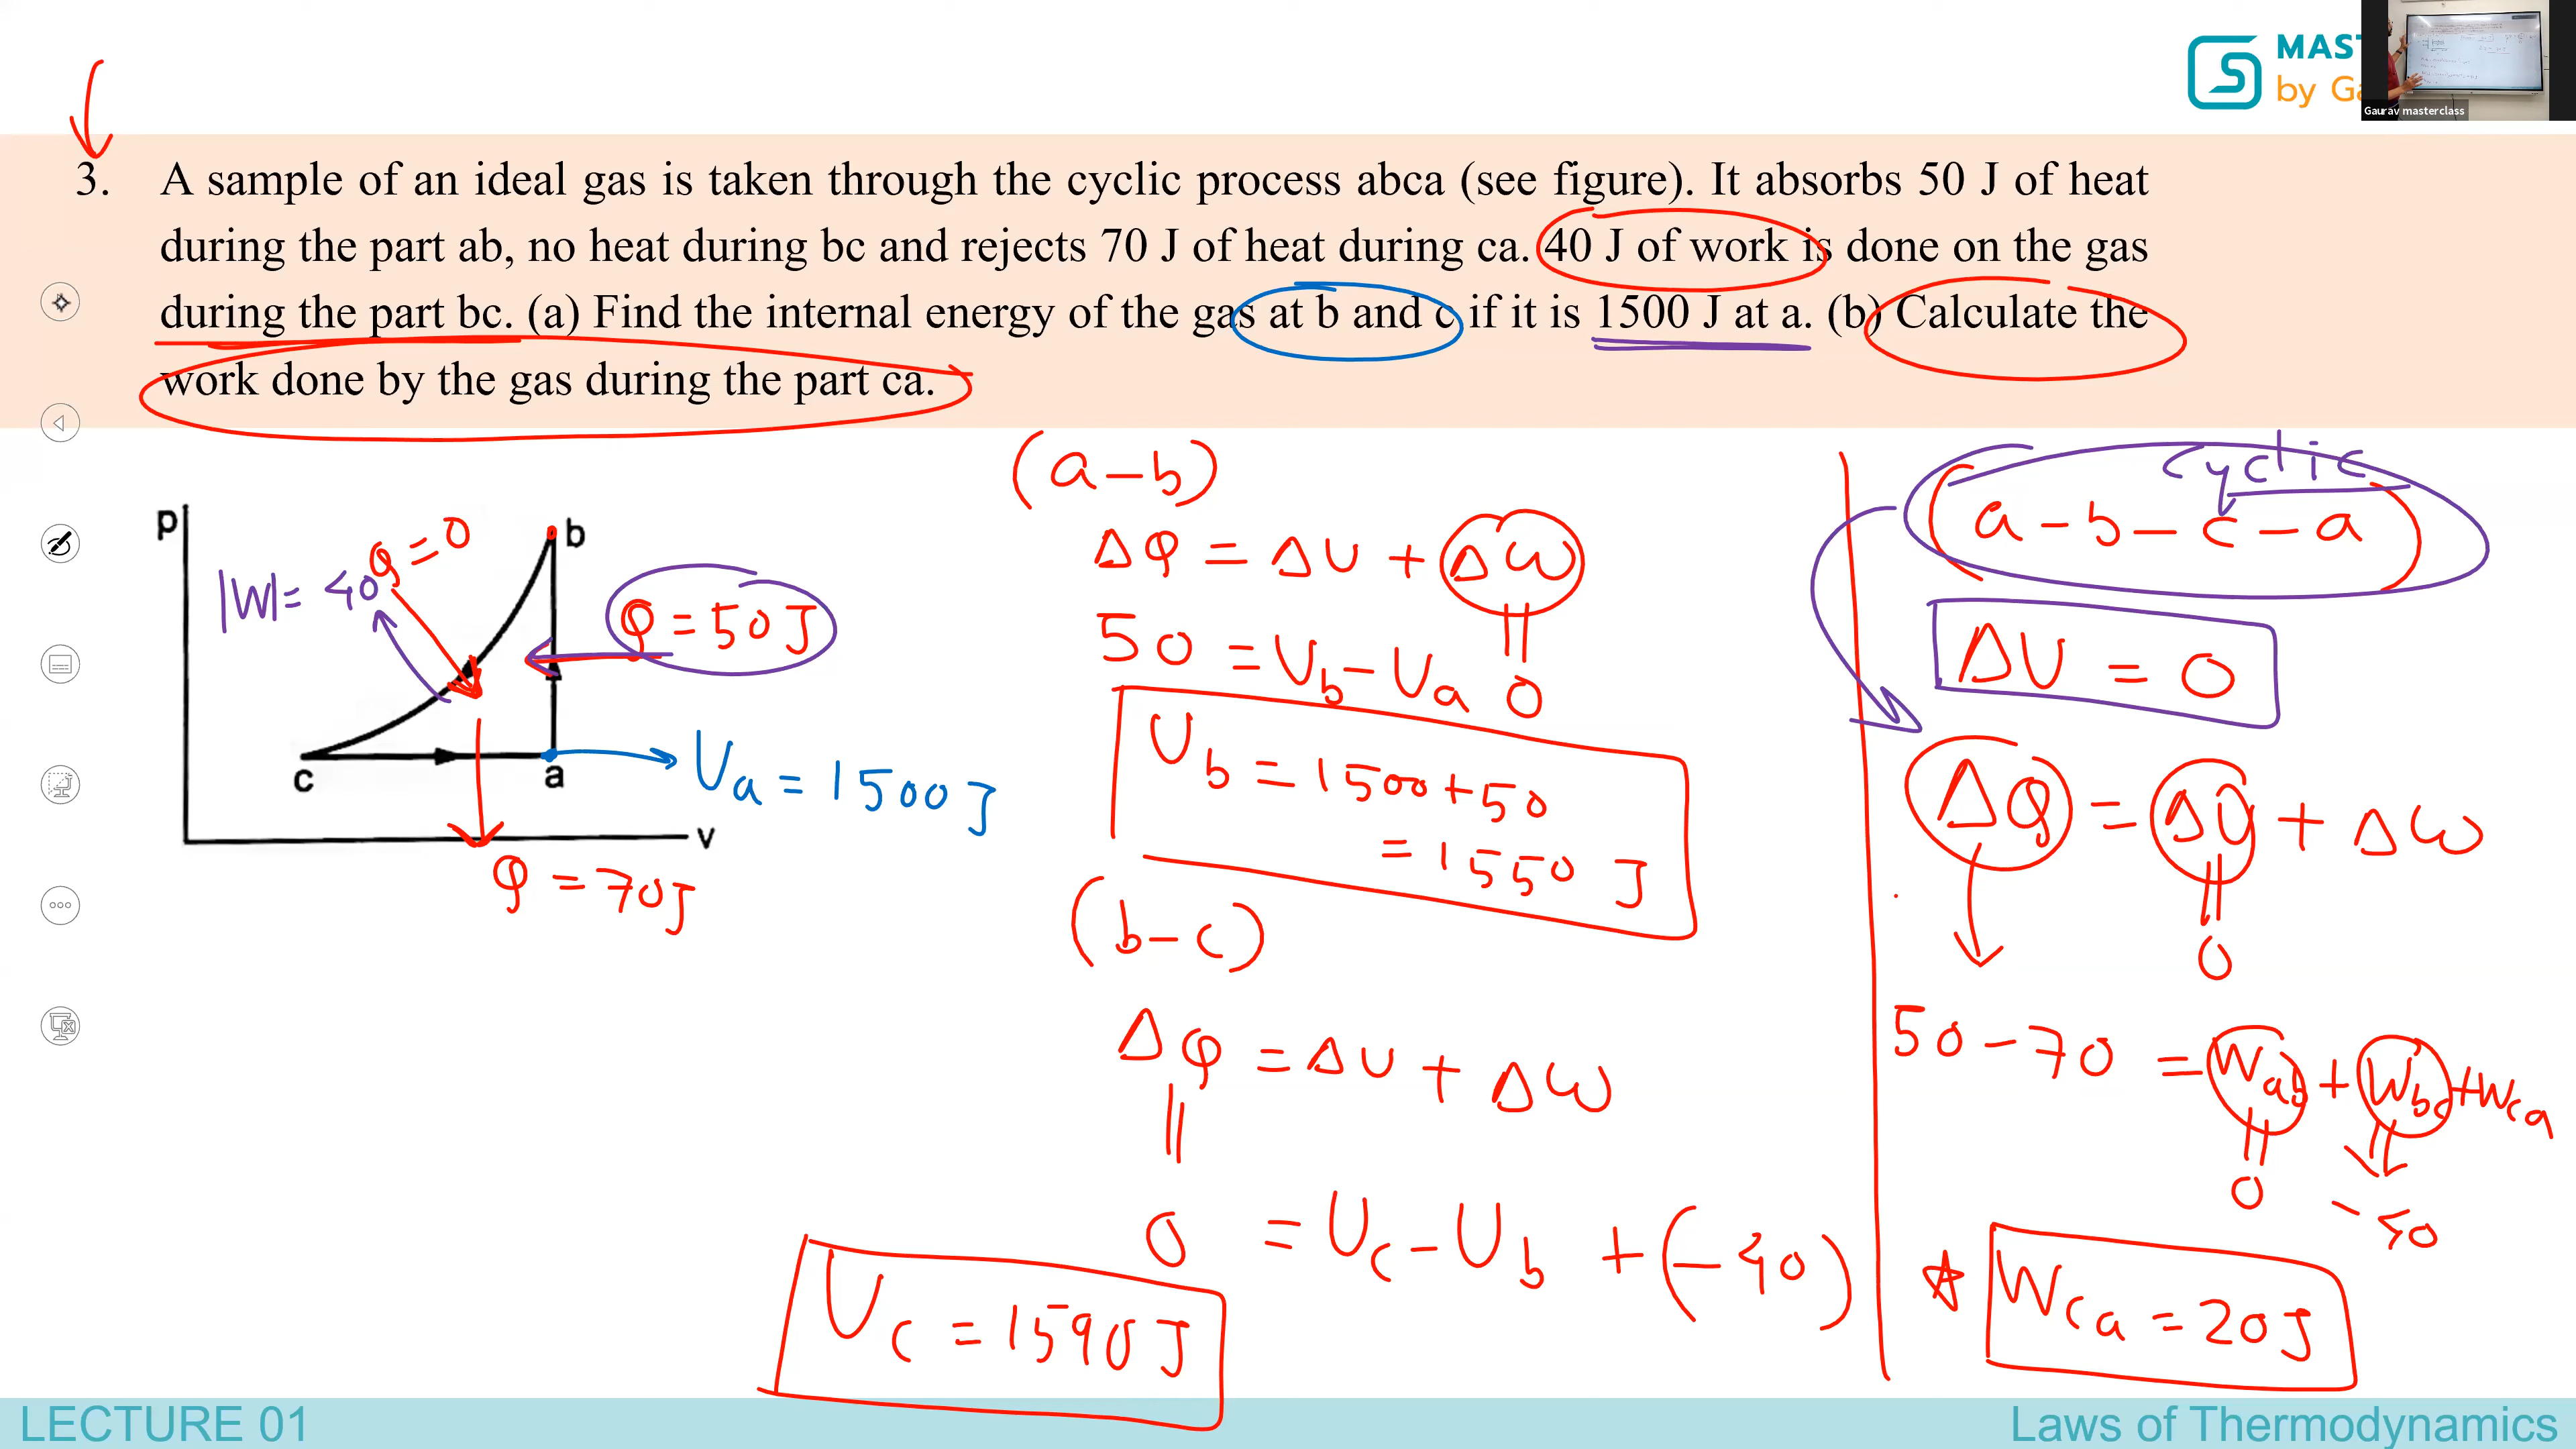 MAST
by Ga
Gaurav masterclass
3. A sample of an ideal gas is taken through the cyclic process abca (see figure). It absorbs 50 J of heat
during the part ab, no heat during bc and rejects 70 J of heat during ca. 40 J of work is done on the gas
during the part bc. (a) Find the internal energy of the gas at b and c if it is 1500 J at a. (b) Calculate the
work done by the gas during the part ca.
p
b
c
a
v
Q = 0
|W| = 40
Q = 50 J
Ua = 1500 J
Q = 70 J
(a - b)
ΔQ = ΔU + ΔW
50 = Ub - Ua 0
Ub = 1500 + 50
= 1550 J
(b - c)
ΔQ = ΔU + ΔW
0 = Uc - Ub + (-40)
Uc = 1590 J
cyclic
a - b - c - a
ΔU = 0
ΔQ = ΔU + ΔW
0
50 - 70 = Wab + Wbc + Wca
0
-40
Wca = 20 J
LECTURE 01
Laws of Thermodynamics